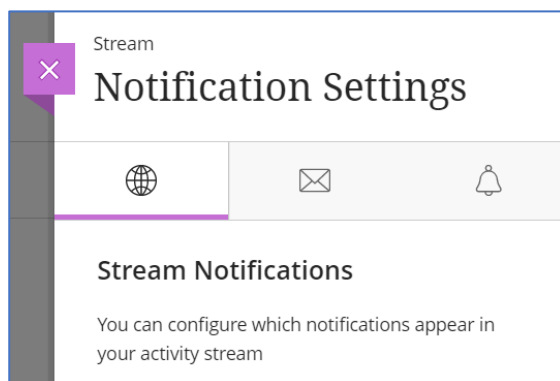 Stream
Notification Settings
Stream Notifications
You can configure which notifications appear in
your activity stream